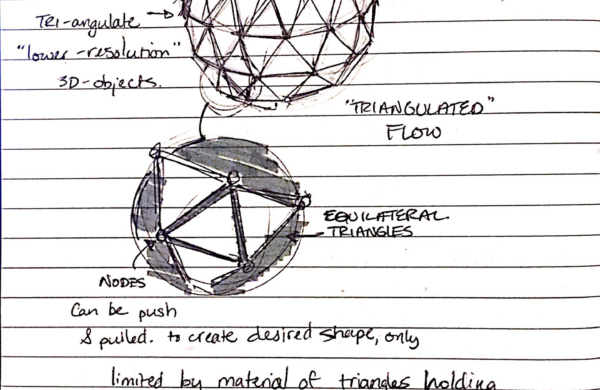 TRI-angulate
"lower-resolution"
3D-objects.
"TRIANGULATED"
FLOW
EQUILATERAL
TRIANGLES
NODES
Can be push
& pulled. to create desired shape, only
limited by material of triangles holding